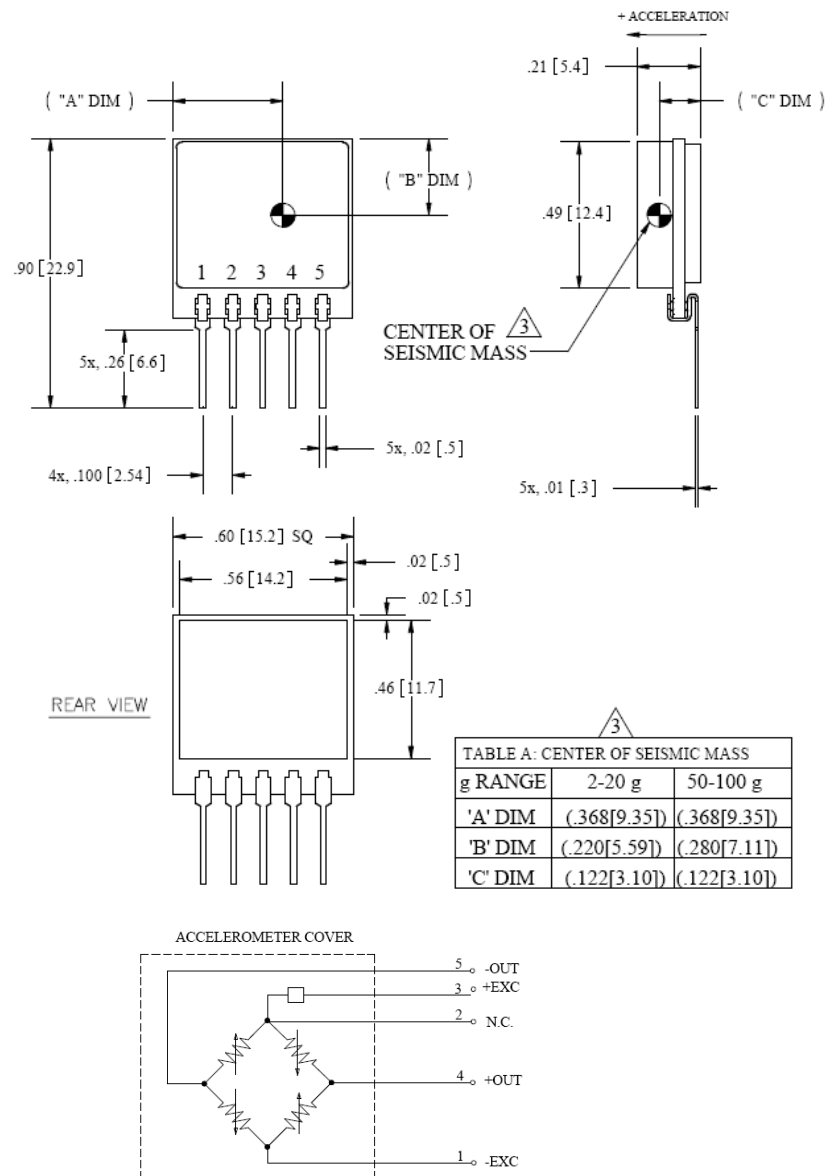 + ACCELERATION
.21 [5.4]
( "A" DIM )
( "C" DIM )
( "B" DIM )
.49 [12.4]
.90 [22.9]
1 2 3 4 5
CENTER OF 3
SEISMIC MASS
5x, .26 [6.6]
5x, .02 [.5]
4x, .100 [2.54]
5x, .01 [.3]
.60 [15.2] SQ
.02 [.5]
.56 [14.2]
.02 [.5]
.46 [11.7]
REAR VIEW
3
TABLE A: CENTER OF SEISMIC MASS
g RANGE 2-20 g 50-100 g
'A' DIM (.368[9.35]) (.368[9.35])
'B' DIM (.220[5.59]) (.280[7.11])
'C' DIM (.122[3.10]) (.122[3.10])
ACCELEROMETER COVER
5 -OUT
3 +EXC
2 N.C.
4 +OUT
1 -EXC